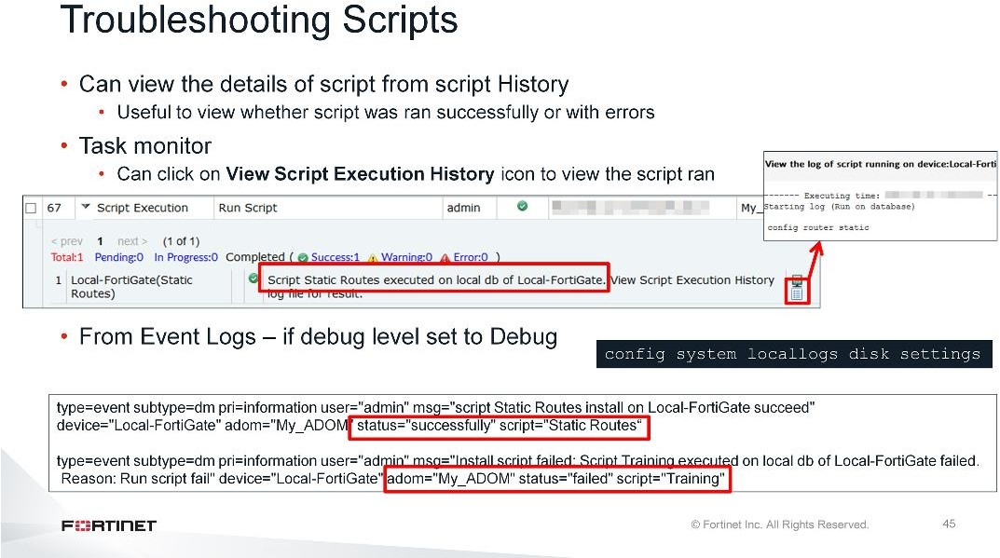 Troubleshooting Scripts
• Can view the details of script from script History
• Useful to view whether script was ran successfully or with errors
• Task monitor
• Can click on View Script Execution History icon to view the script ran
View the log of script running on device:Local-Forti
------- Executing time: --
Starting log (Run on database)
config router static
67 Script Execution Run Script admin My_
< prev 1 next > (1 of 1)
Total:1 Pending:0 In Progress:0 Completed ( Success:1 Warning:0 Error:0 )
1 Local-FortiGate(Static Routes) Script Static Routes executed on local db of Local-FortiGate. View Script Execution History
log file for result.
• From Event Logs – if debug level set to Debug
config system locallogs disk settings
type=event subtype=dm pri=information user="admin" msg="script Static Routes install on Local-FortiGate succeed"
device="Local-FortiGate" adom="My_ADOM" status="successfully" script="Static Routes"
type=event subtype=dm pri=information user="admin" msg="Install script failed: Script Training executed on local db of Local-FortiGate failed.
Reason: Run script fail" device="Local-FortiGate" adom="My_ADOM" status="failed" script="Training"
FORTINET
© Fortinet Inc. All Rights Reserved.
45